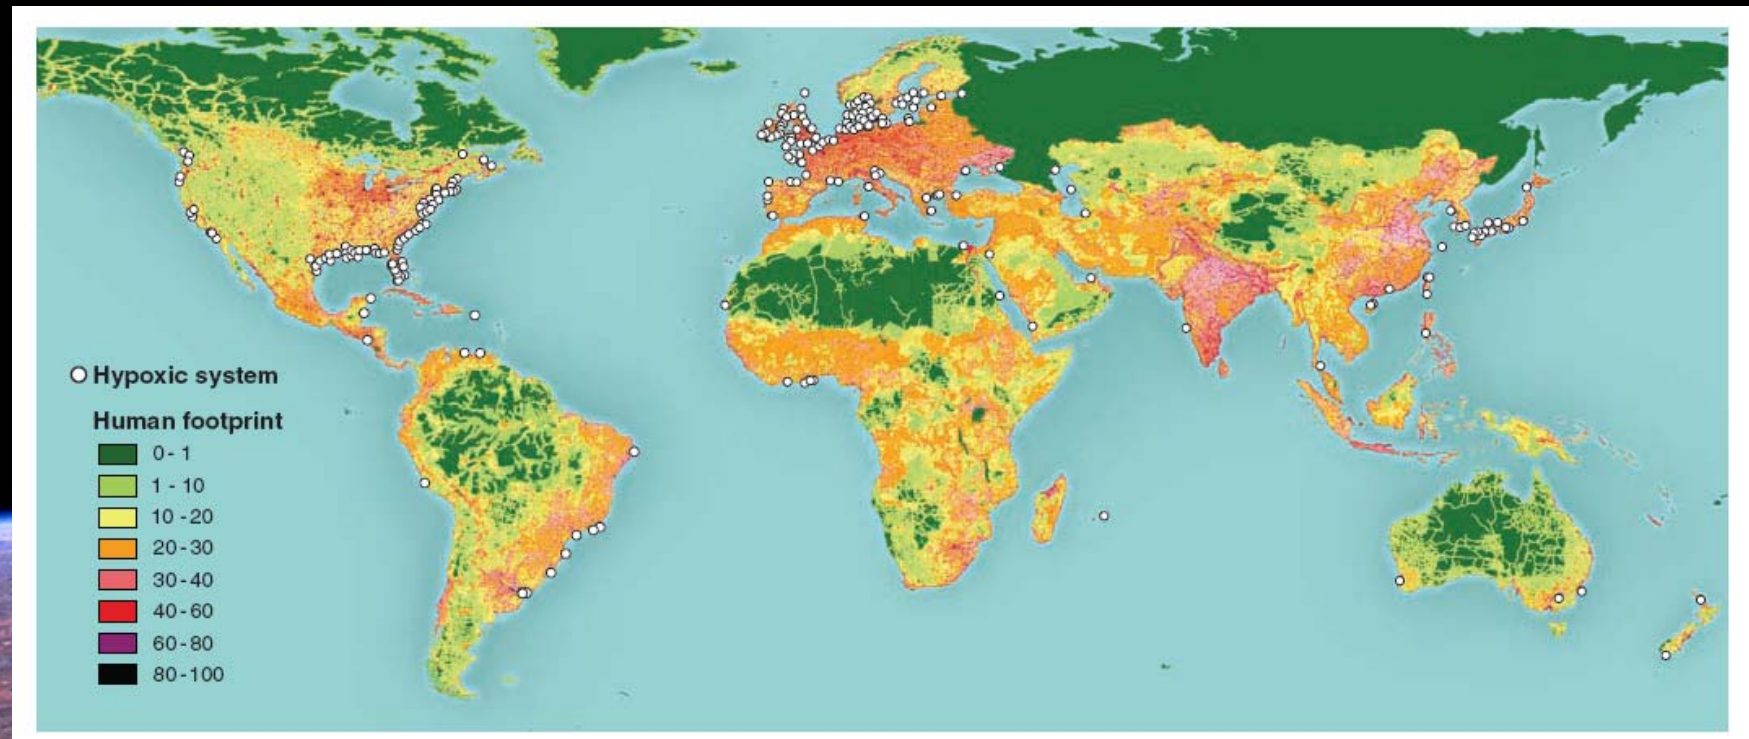 Hypoxic system
Human footprint
0 - 1
1 - 10
10 - 20
20 - 30
30 - 40
40 - 60
60 - 80
80 - 100